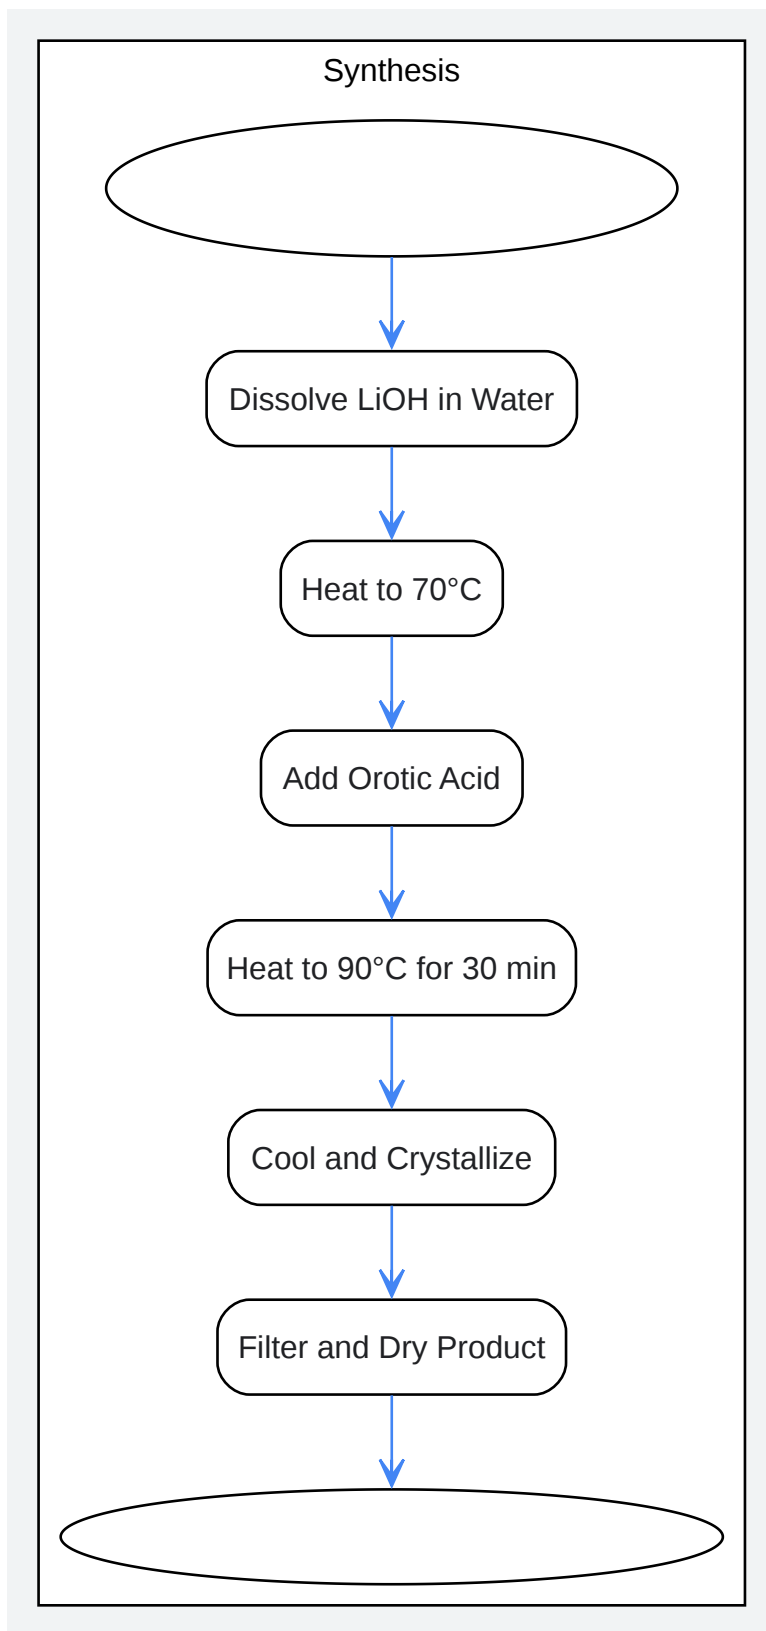 Synthesis
Dissolve LiOH in Water
Heat to 70°C
Add Orotic Acid
Heat to 90°C for 30 min
Cool and Crystallize
Filter and Dry Product